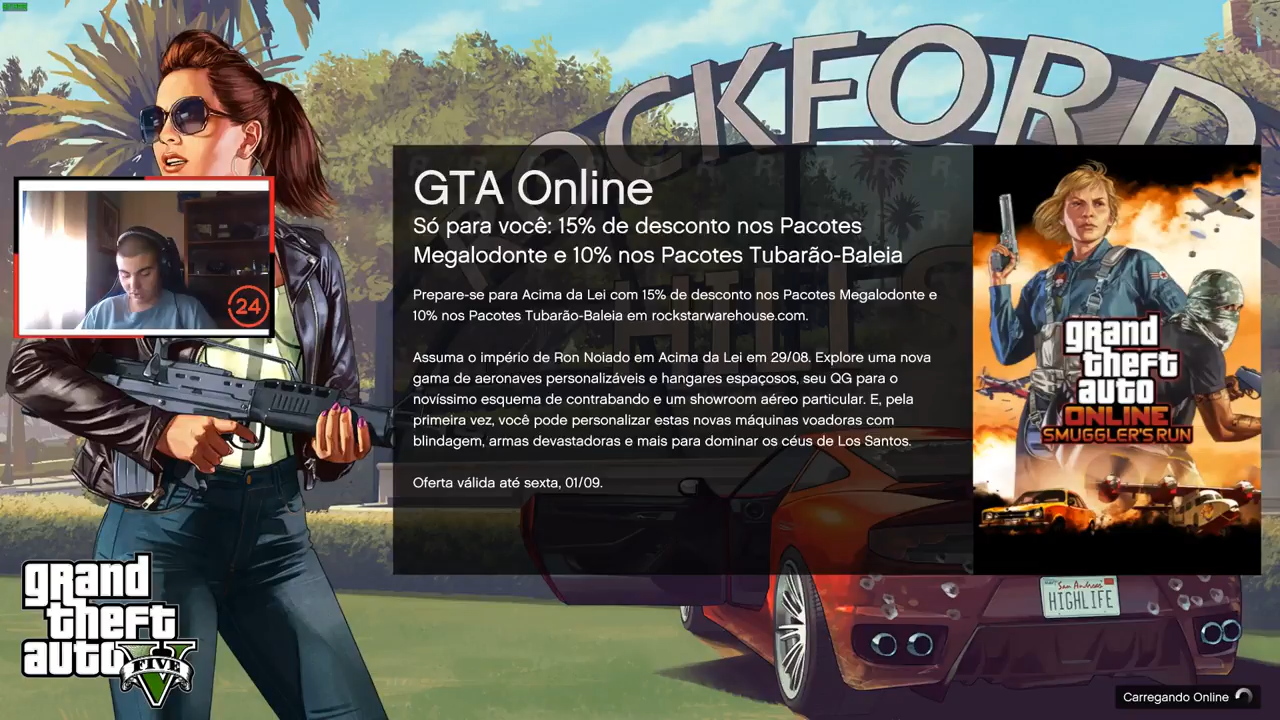 ROCKFORD
HILLS
GTA Online
Só para você: 15% de desconto nos Pacotes
Megalodonte e 10% nos Pacotes Tubarão-Baleia
Prepare-se para Acima da Lei com 15% de desconto nos Pacotes Megalodonte e
10% nos Pacotes Tubarão-Baleia em rockstarwarehouse.com.
Assuma o império de Ron Noiado em Acima da Lei em 29/08. Explore uma nova
gama de aeronaves personalizáveis e hangares espaçosos, seu QG para o
novíssimo esquema de contrabando e um showroom aéreo particular. E, pela
primeira vez, você pode personalizar estas novas máquinas voadoras com
blindagem, armas devastadoras e mais para dominar os céus de Los Santos.
Oferta válida até sexta, 01/09.
grand
theft
auto
ONLINE
SMUGGLER'S RUN
24
grand
theft
auto
V
FIVE
San Andreas
HIGHLIFE
Carregando Online